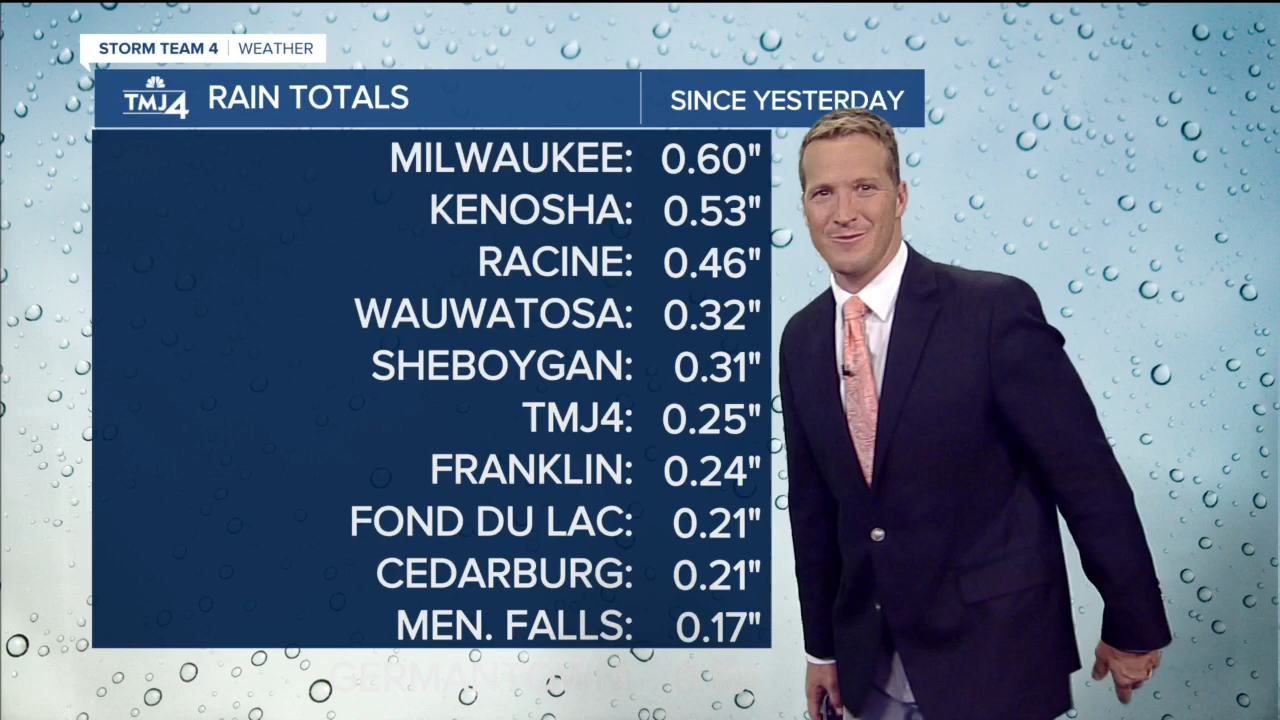 STORM TEAM 4 | WEATHER
TMJ4 RAIN TOTALS SINCE YESTERDAY
MILWAUKEE: 0.60"
KENOSHA: 0.53"
RACINE: 0.46"
WAUWATOSA: 0.32"
SHEBOYGAN: 0.31"
TMJ4: 0.25"
FRANKLIN: 0.24"
FOND DU LAC: 0.21"
CEDARBURG: 0.21"
MEN. FALLS: 0.17"
GERMANTOWN: